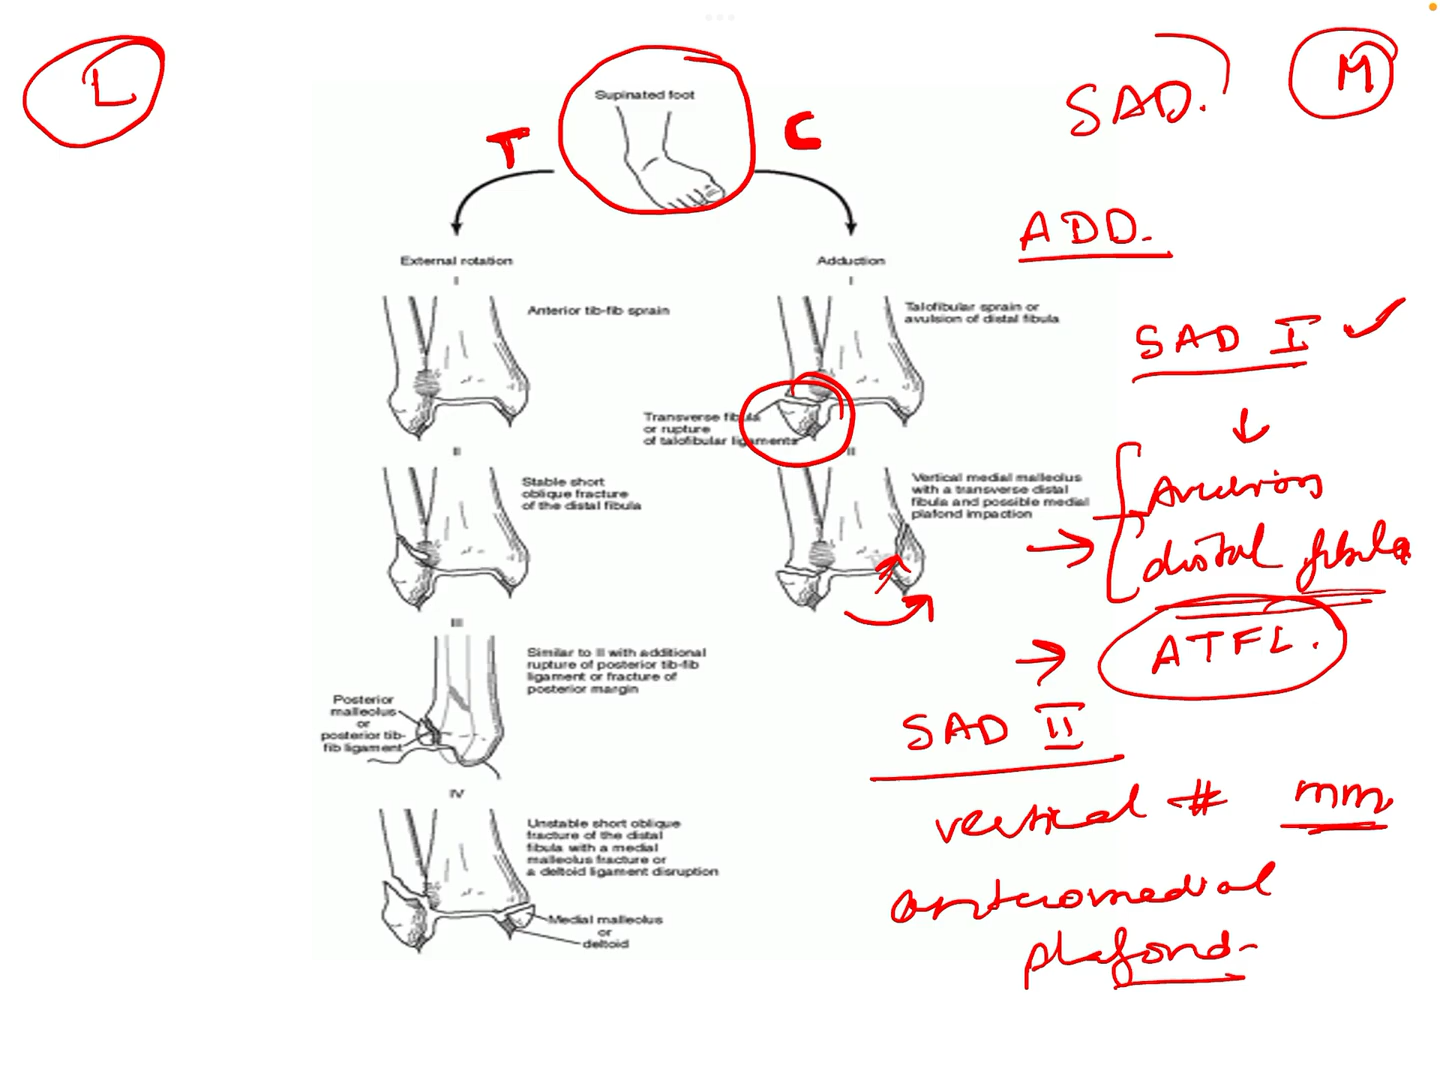 L
Supinated foot
T
C
SAD.
M
ADD.
External rotation
I
Anterior tib-fib sprain
II
Stable short
oblique fracture
of the distal fibula
III
Similar to II with additional
rupture of posterior tib-fib
ligament or fracture of
posterior margin
Posterior
malleolus
or
posterior tib-
fib ligament
IV
Unstable short oblique
fracture of the distal
fibula with a medial
malleolus fracture or
a deltoid ligament disruption
Medial malleolus
or
deltoid
Adduction
I
Talofibular sprain or
avulsion of distal fibula
Transverse fibula
or rupture
of talofibular ligaments
II
Vertical medial malleolus
with a transverse distal
fibula and possible medial
plafond impaction
SAD I ✓
↓
Avulsion
→ distal fibula
→ ATFL.
SAD II
vertical # mm
anteromedial
plafond-